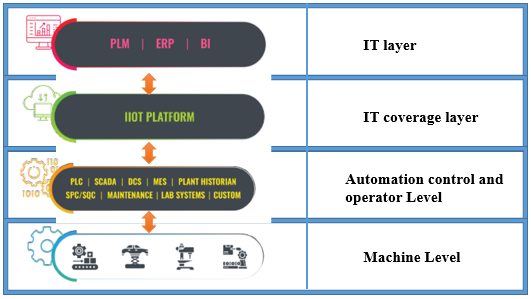 PLM | ERP | BI
IT layer
IIOT PLATFORM
IT coverage layer
PLC | SCADA | DCS | MES | PLANT HISTORIAN
SPC/SQC | MAINTENANCE | LAB SYSTEMS | CUSTOM
Automation control and
operator Level
Machine Level